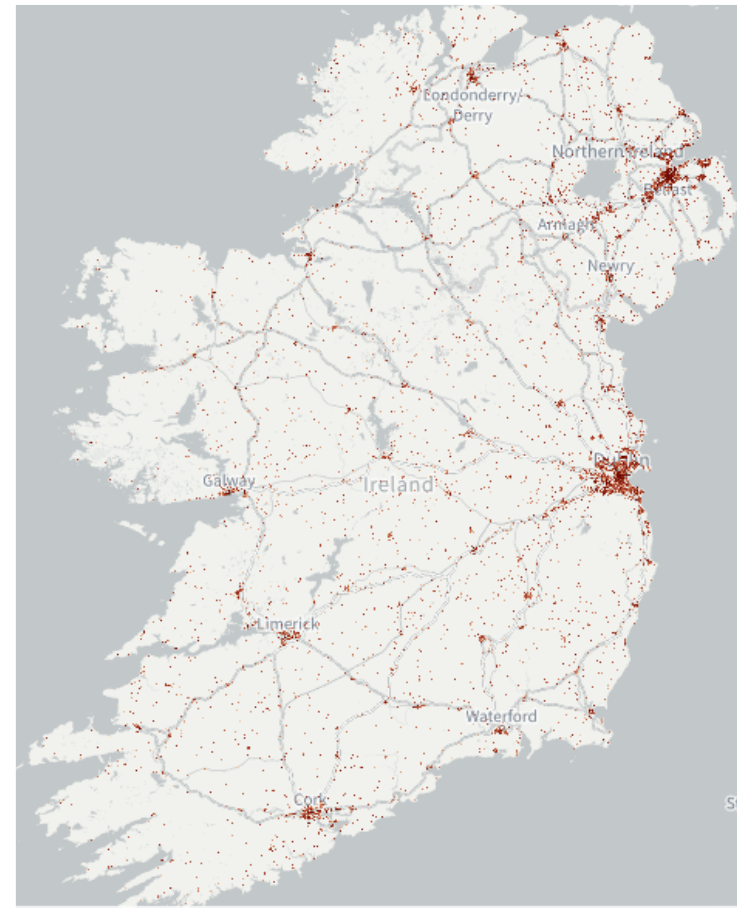 Londonderry/
Derry
Northern Ireland
Belfast
Armagh
Newry
Dublin
Galway
Ireland
Limerick
Waterford
Cork